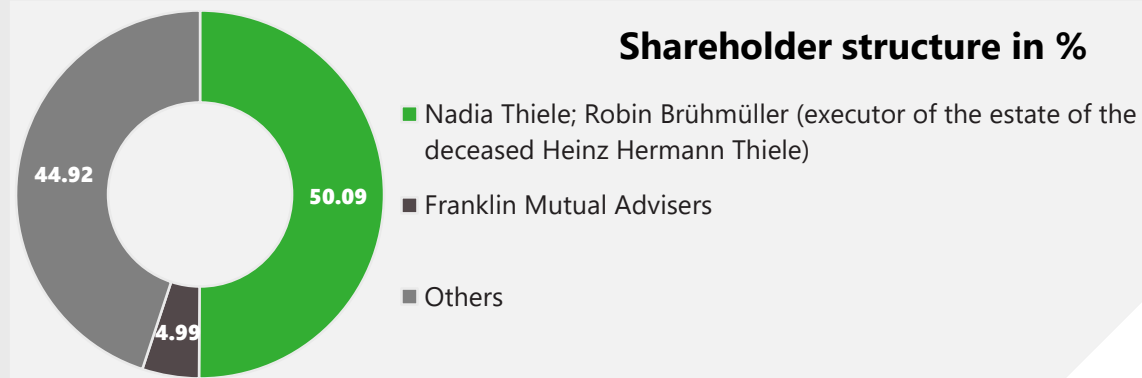 Shareholder structure in %
Nadia Thiele; Robin Brühmüller (executor of the estate of the
deceased Heinz Hermann Thiele)
Franklin Mutual Advisers
Others
44.92
50.09
4.99